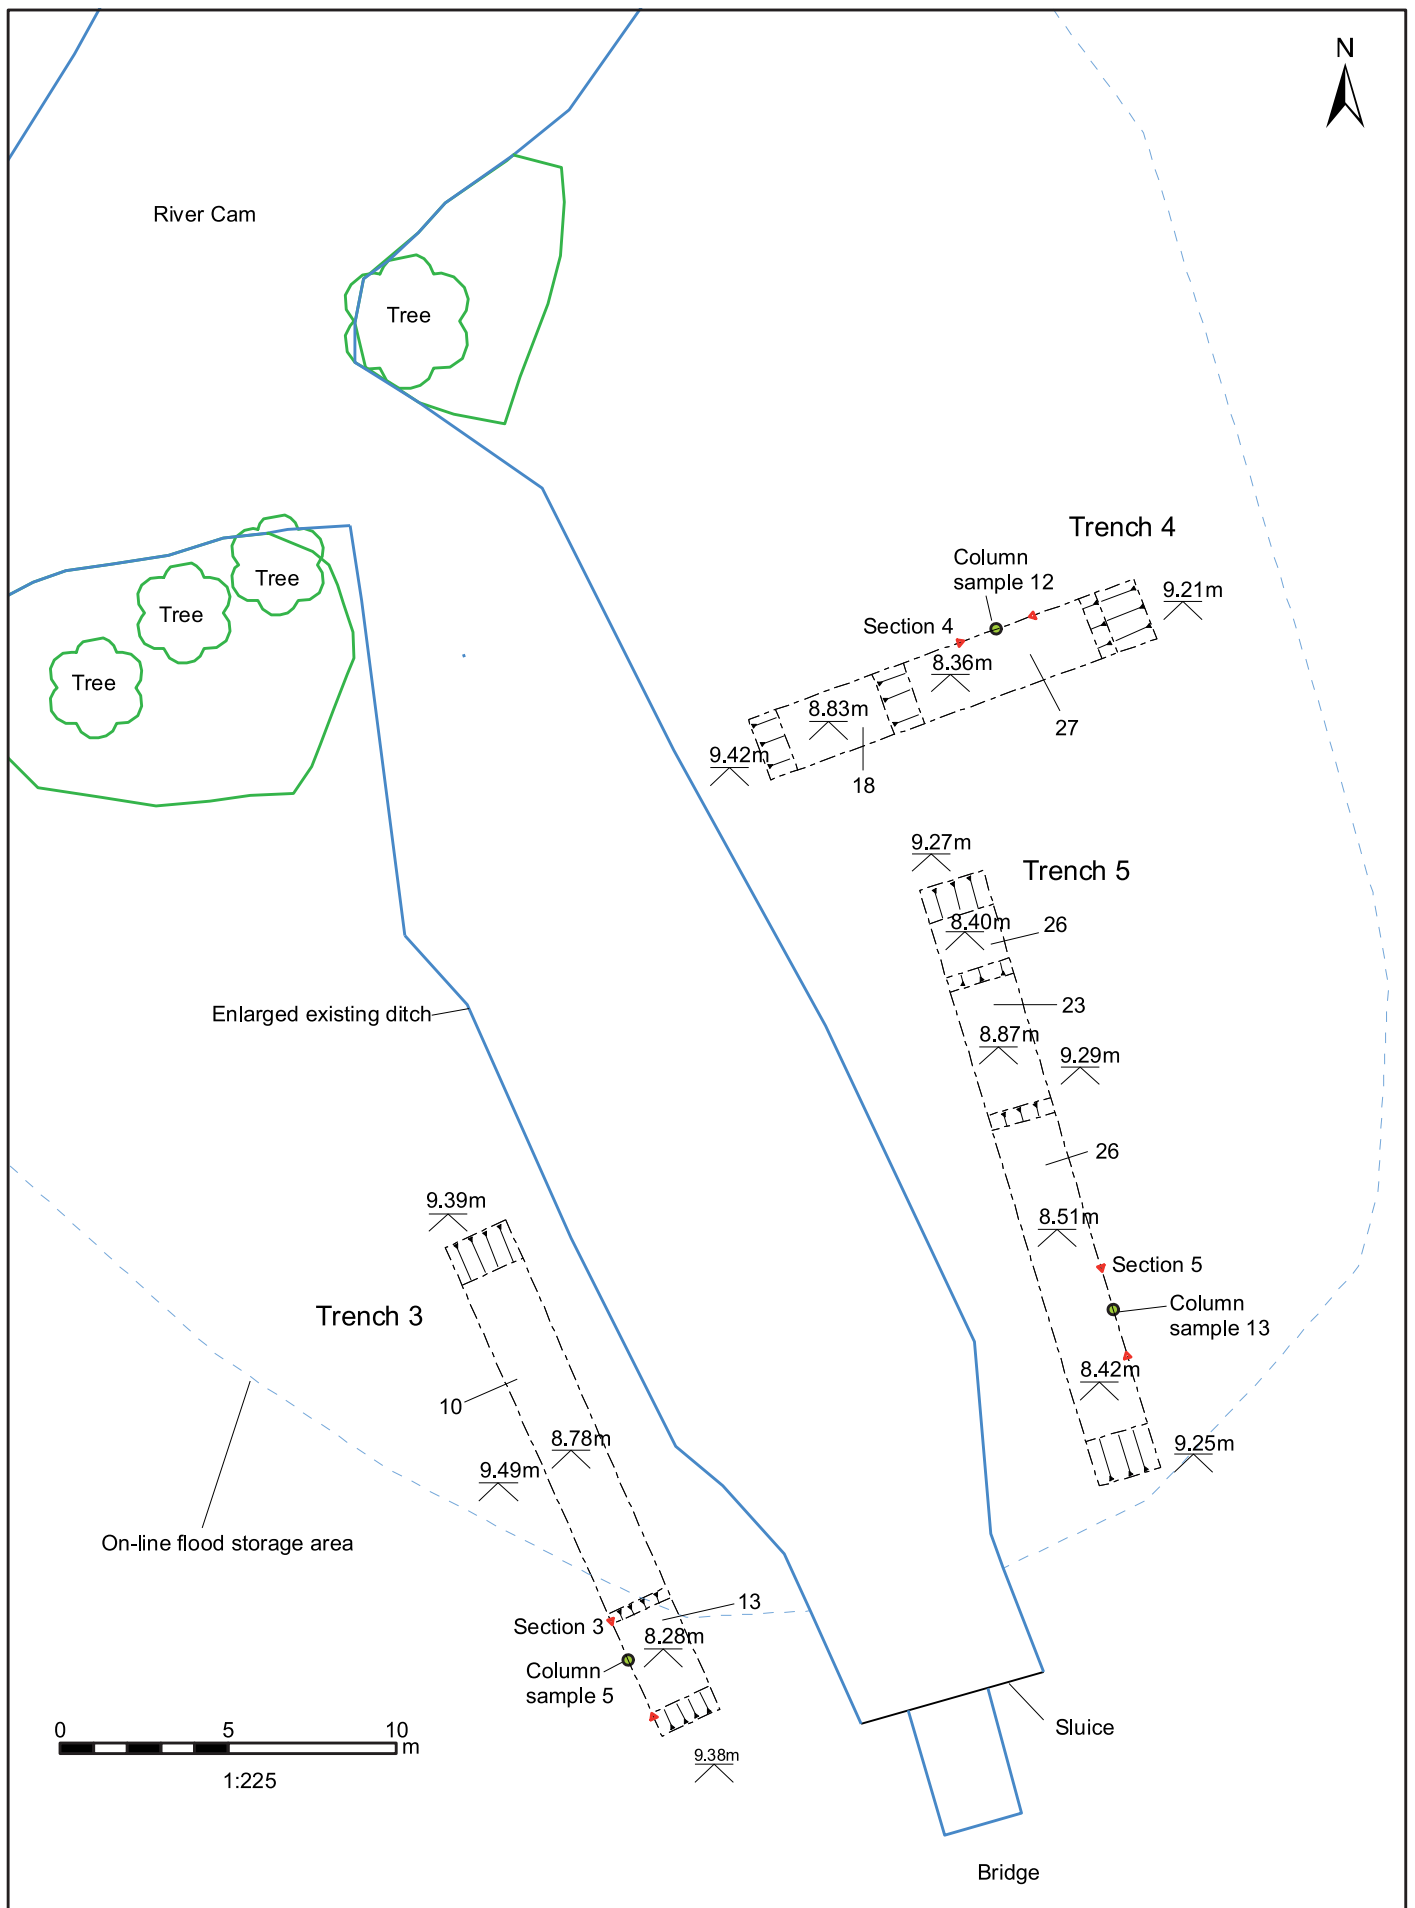 N
River Cam
Tree
Tree
Tree
Tree
Trench 4
Column
sample 12
9.21m
Section 4
8.36m
8.83m
27
9.42m
18
9.27m
Trench 5
8.40m
26
23
Enlarged existing ditch
8.87m
9.29m
26
9.39m
8.51m
Section 5
Trench 3
Column
sample 13
8.42m
10
8.78m
9.49m
9.25m
On-line flood storage area
13
Section 3
8.28m
Column
sample 5
Sluice
0 5 10
m
9.38m
1:225
Bridge